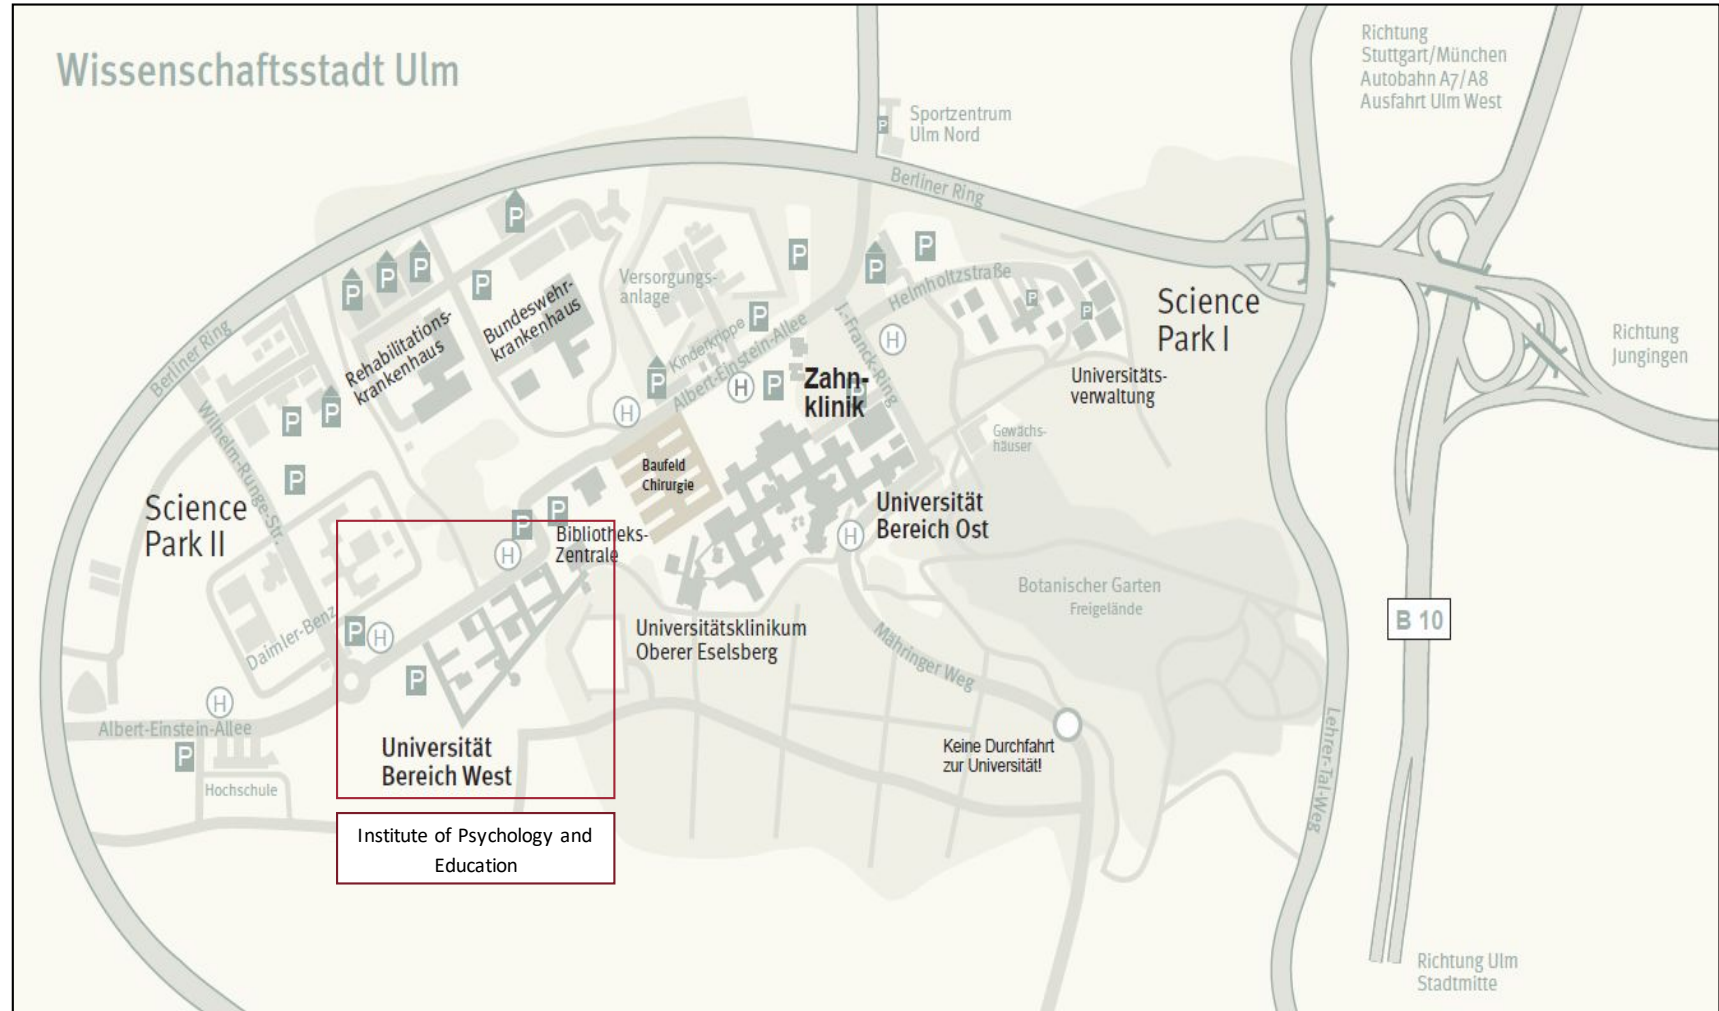 Wissenschaftsstadt Ulm
Richtung
Stuttgart/München
Autobahn A7/A8
Ausfahrt Ulm West
Sportzentrum
Ulm Nord
P
Berliner Ring
P
P
P
P
P
P
P
P
Versorgungs-
anlage
Helmholtzstraße
P
P
Science
Park I
Richtung
Jungingen
Berliner Ring
Rehabilitations-
krankenhaus
Bundeswehr-
krankenhaus
Kinderkrippe
P
Albert-Einstein-Allee
J.-Franck-Ring
H
P
H
P
P
H
Zahn-
klinik
Universitäts-
verwaltung
Gewächs-
häuser
Wilhelm-Runge-Str.
P
P
P
Baufeld
Chirurgie
Science
Park II
P
P
H
Bibliotheks-
Zentrale
Universität
Bereich Ost
H
Botanischer Garten
Freigelände
B 10
Daimler-Benz
P
H
P
Universitätsklinikum
Oberer Eselsberg
Mähringer Weg
H
Albert-Einstein-Allee
P
Hochschule
Universität
Bereich West
Keine Durchfahrt
zur Universität!
Lehrer-Tal-Weg
Institute of Psychology and
Education
Richtung Ulm
Stadtmitte